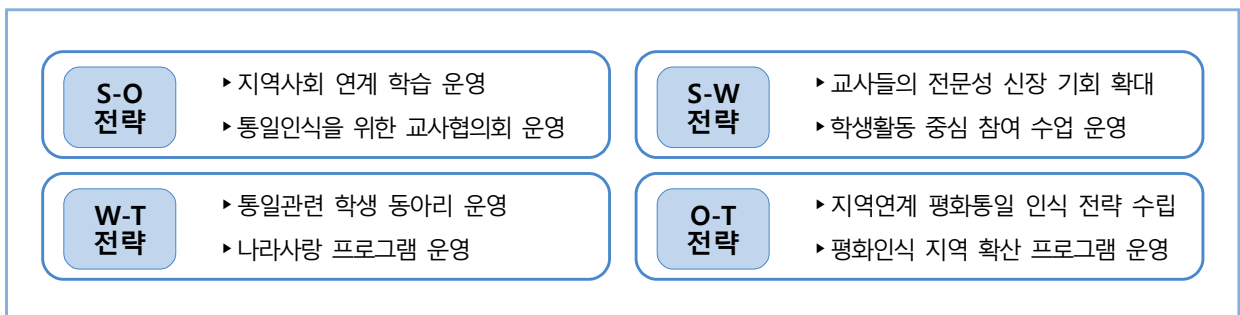 S-O
전략
‣지역사회 연계 학습 운영
‣통일인식을 위한 교사협의회 운영
S-W
전략
‣교사들의 전문성 신장 기회 확대
‣학생활동 중심 참여 수업 운영
W-T
전략
‣통일관련 학생 동아리 운영
‣나라사랑 프로그램 운영
O-T
전략
‣지역연계 평화통일 인식 전략 수립
‣평화인식 지역 확산 프로그램 운영